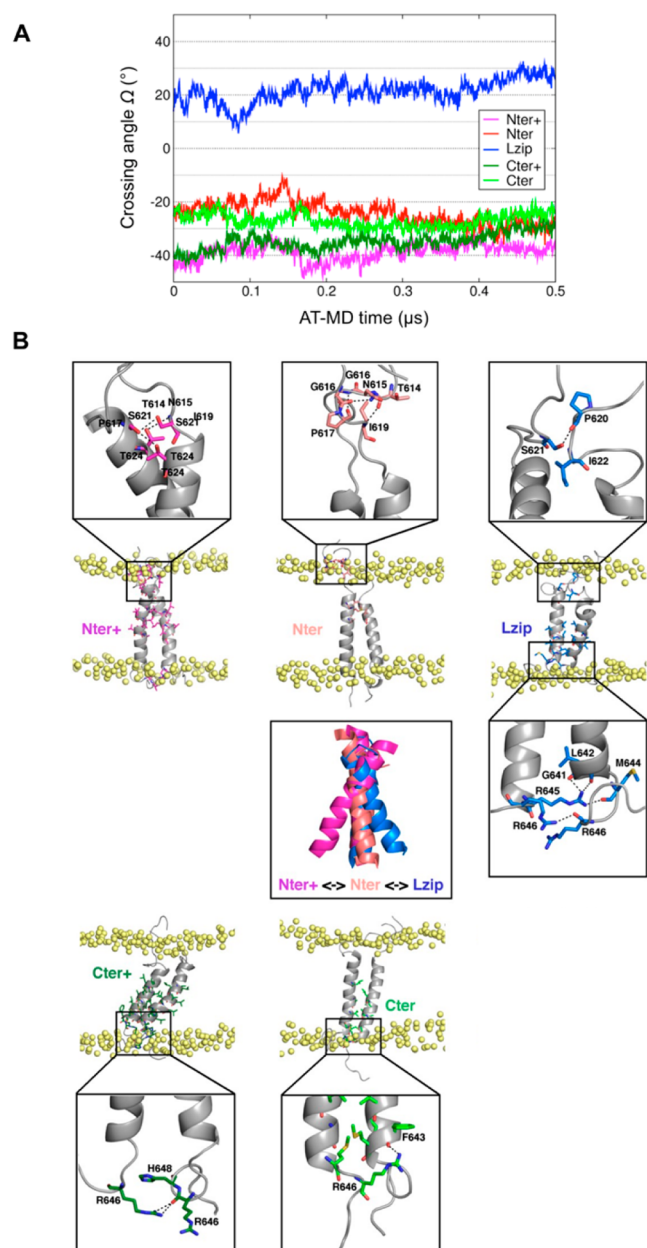 A
Crossing angle Ω (°)
40
20
0
-20
-40
Nter+
Nter
Lzip
Cter+
Cter
0
0.1
0.2
0.3
0.4
0.5
AT-MD time (µs)
B
T614
N615
S621
S621
I619
P617
T624
T624
T624
G616
G616
N615
T614
P617
I619
P620
S621
I622
Nter+
Nter
Lzip
L642
G641
M644
R645
R646
R646
Nter+ <-> Nter <-> Lzip
Cter+
Cter
H648
R646
R646
F643
R646